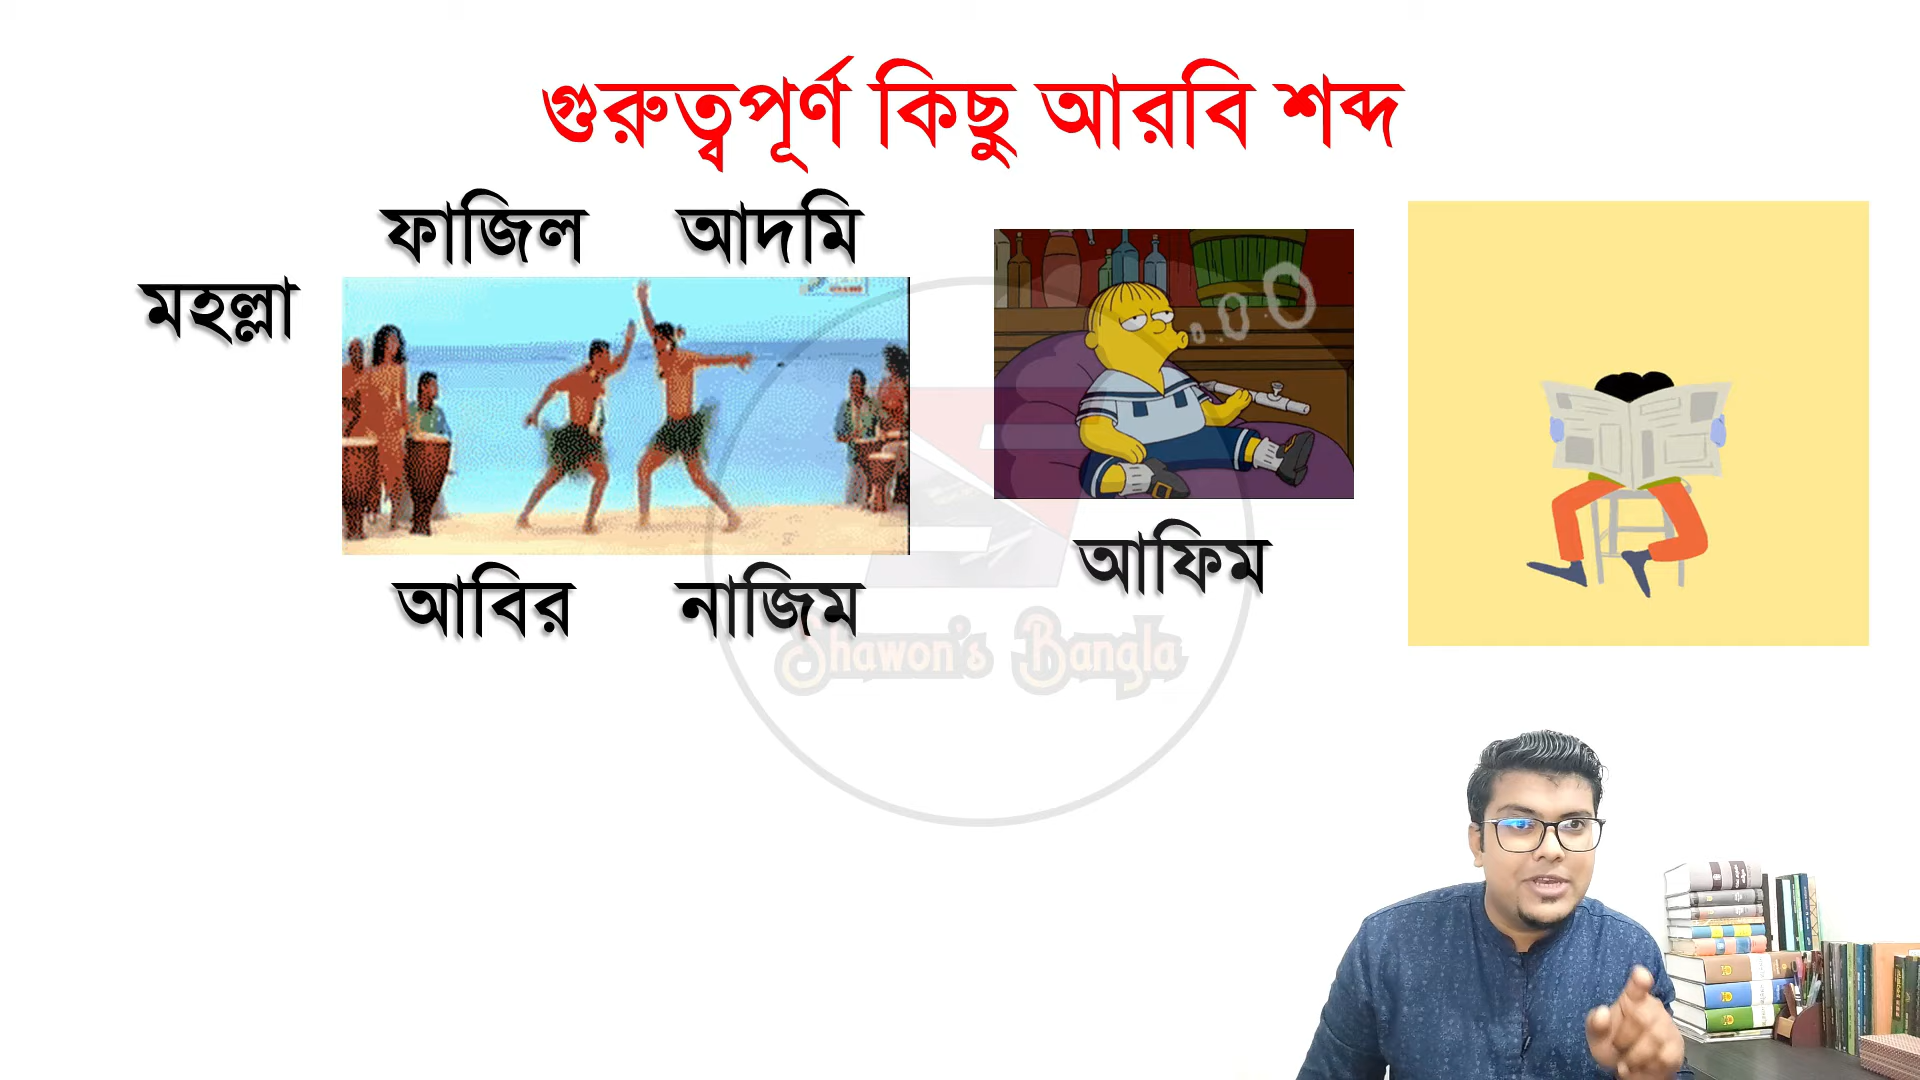 গুরুত্বপূর্ণ কিছু আরবি শব্দ
ফাজিল আদমি
মহল্লা
আফিম
আবির নাজিম
Shawon's Bangla